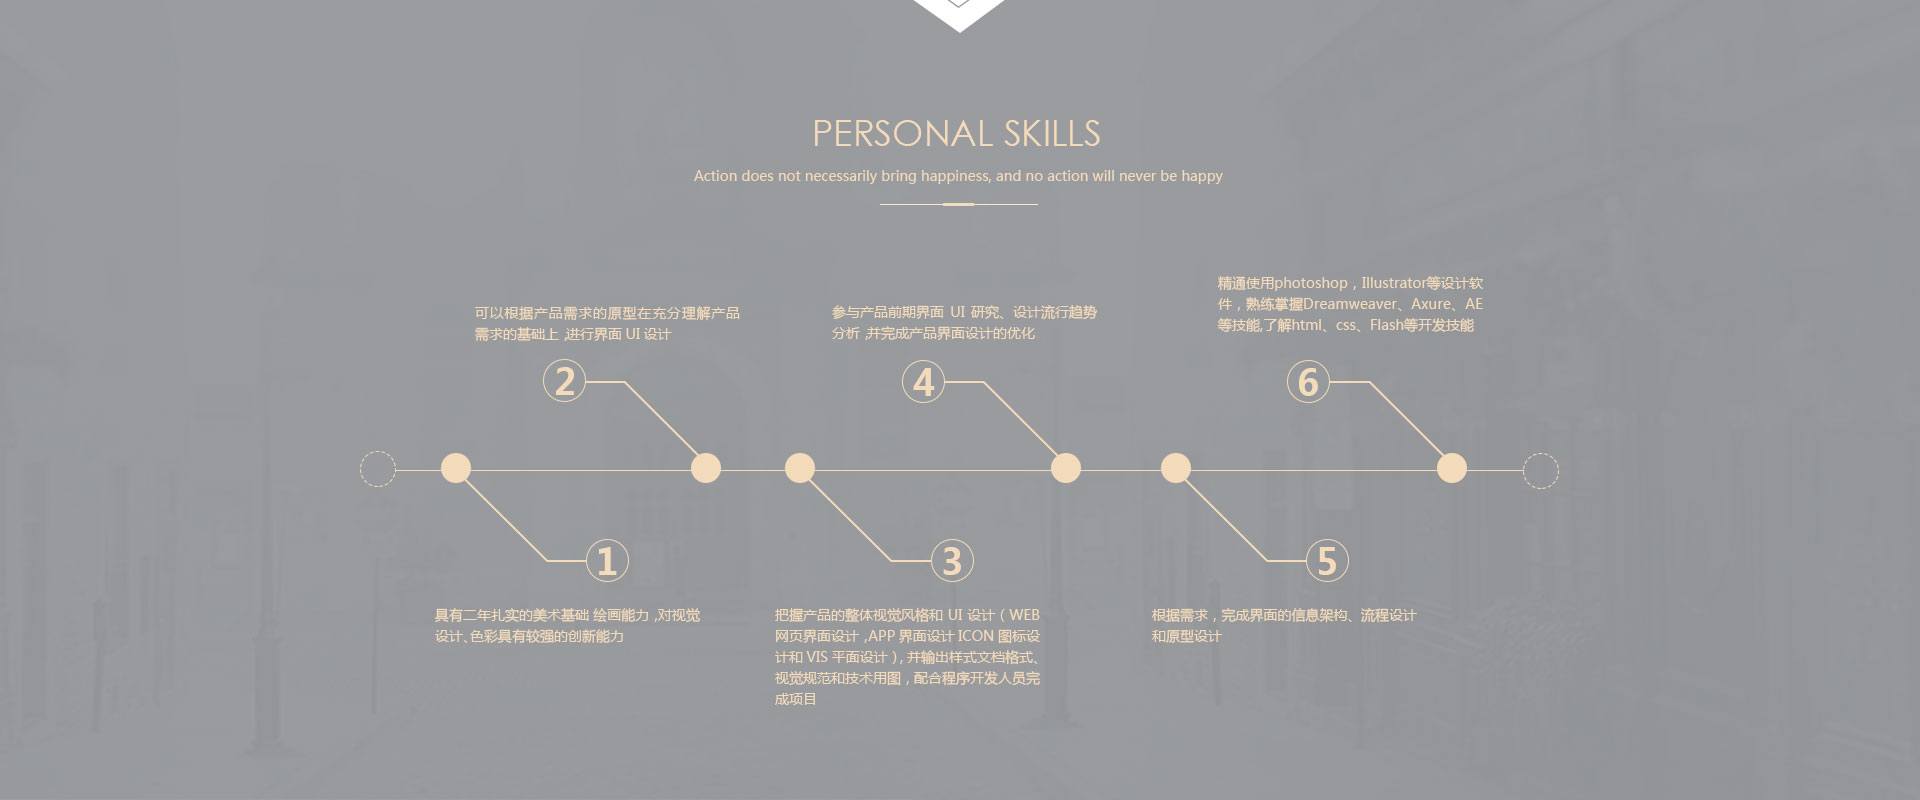 PERSONAL SKILLS
Action does not necessarily bring happiness, and no action will never be happy
可以根据产品需求的原型在充分理解产品
需求的基础上 ,进行界面 UI 设计
2
参与产品前期界面 UI 研究、设计流行趋势
分析 ,并完成产品界面设计的优化
4
精通使用photoshop，Illustrator等设计软
件，熟练掌握Dreamweaver、Axure、AE
等技能,了解html、css、Flash等开发技能
6
1
具有二年扎实的美术基础 绘画能力 ,对视觉
设计、色彩具有较强的创新能力
3
把握产品的整体视觉风格和 UI 设计（ WEB
网页界面设计 ,APP 界面设计 ICON 图标设
计和 VIS 平面设计 ）, 并输出样式文档格式、
视觉规范和技术用图，配合程序开发人员完
成项目
5
根据需求，完成界面的信息架构、流程设计
和原型设计